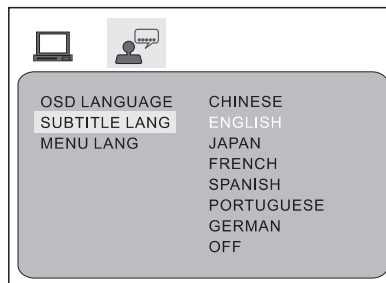 OSD LANGUAGE
SUBTITLE LANG
MENU LANG
CHINESE
ENGLISH
JAPAN
FRENCH
SPANISH
PORTUGUESE
GERMAN
OFF